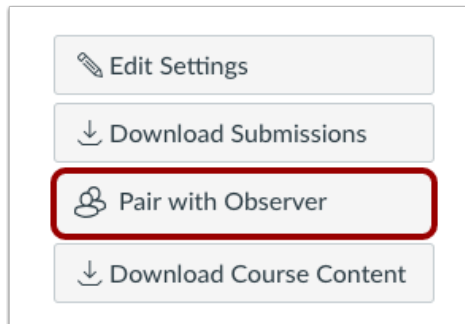 Edit Settings
Download Submissions
Pair with Observer
Download Course Content